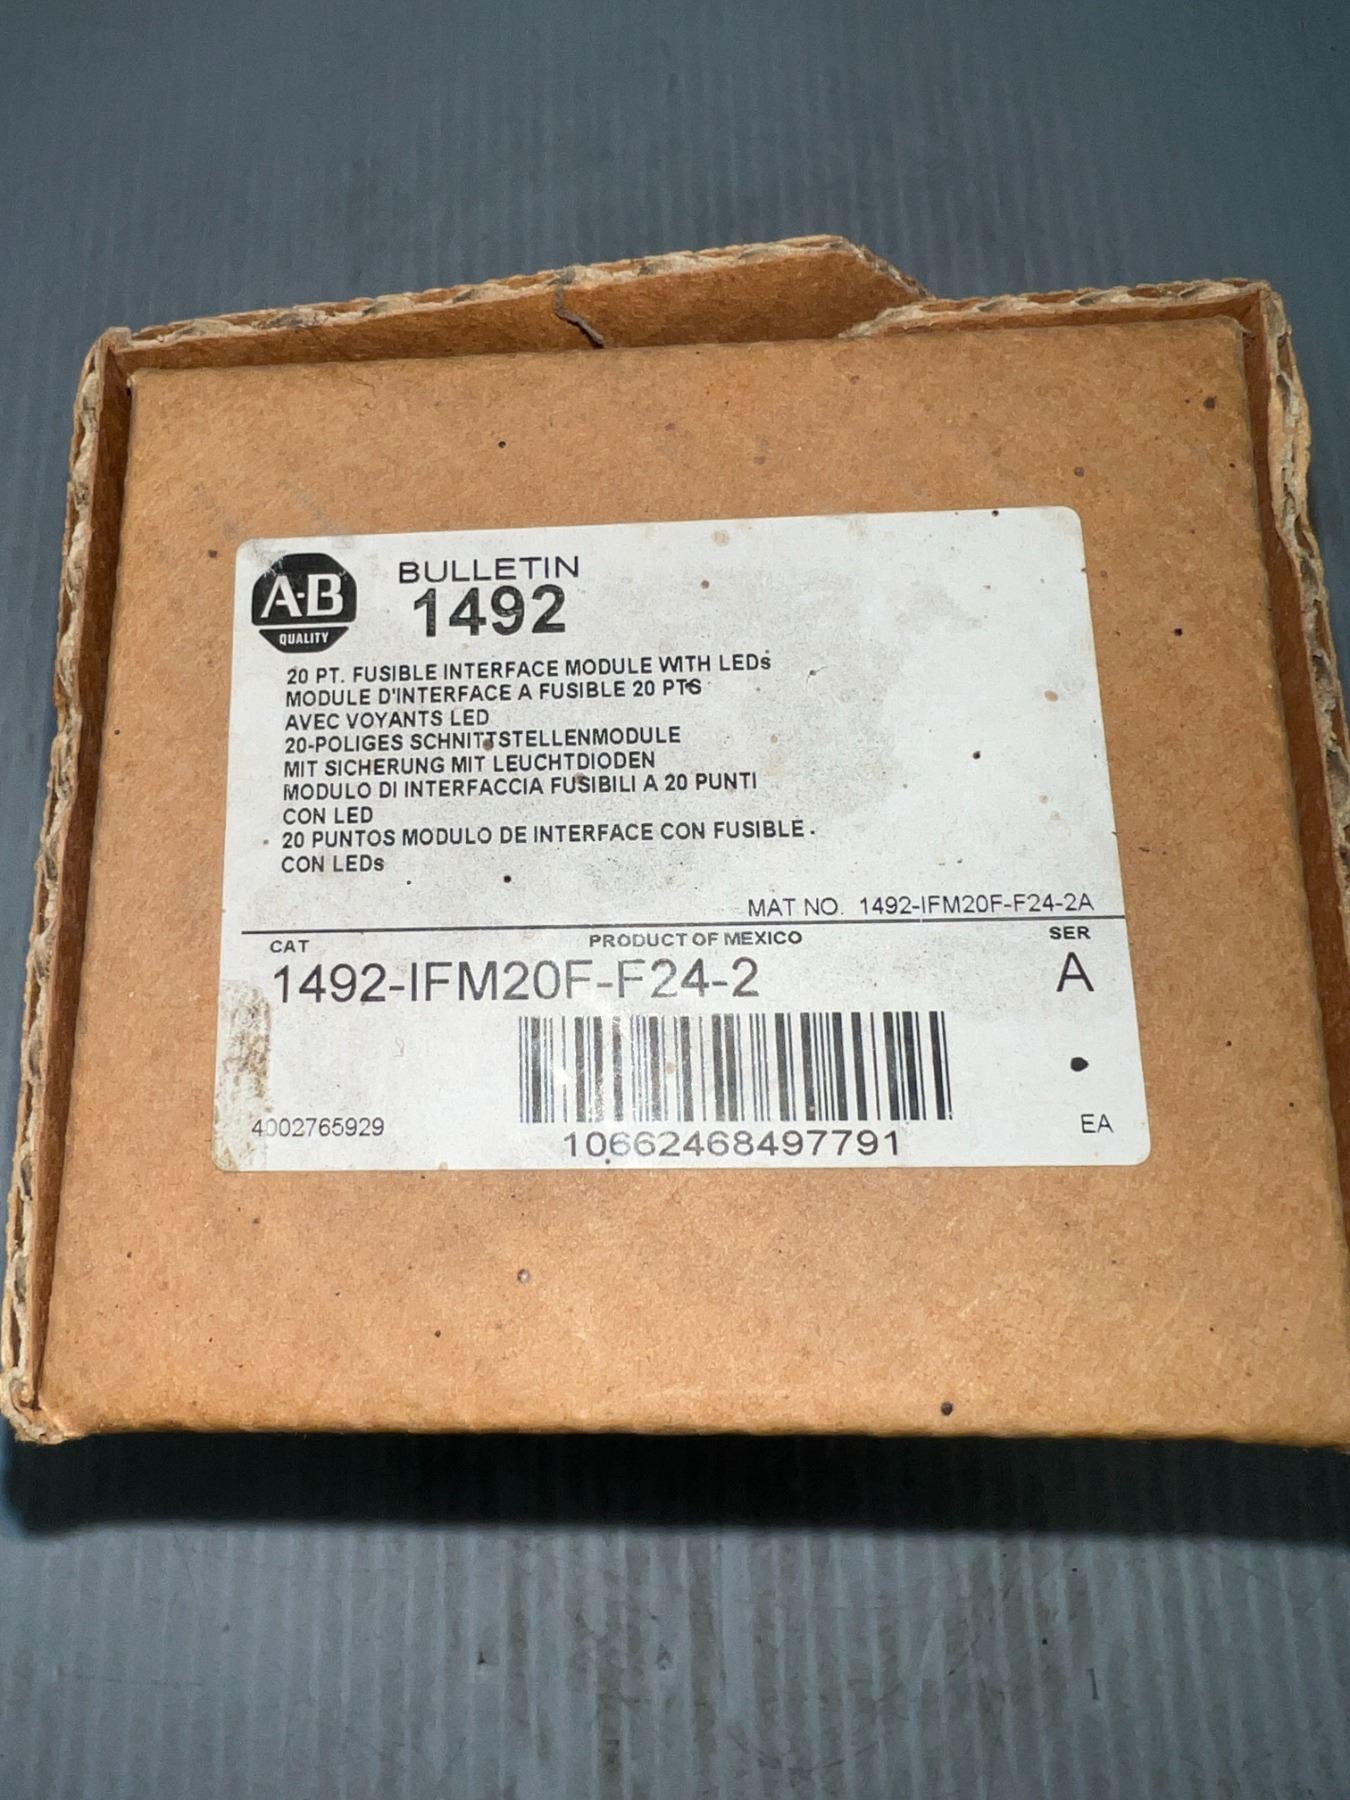 A-B
QUALITY
BULLETIN
1492
20 PT. FUSIBLE INTERFACE MODULE WITH LEDs
MODULE D'INTERFACE A FUSIBLE 20 PTS
AVEC VOYANTS LED
20-POLIGES SCHNITTSTELLENMODULE
MIT SICHERUNG MIT LEUCHTDIODEN
MODULO DI INTERFACCIA FUSIBILI A 20 PUNTI
CON LED
20 PUNTOS MODULO DE INTERFACE CON FUSIBLE
CON LEDs
MAT NO. 1492-IFM20F-F24-2A
CAT PRODUCT OF MEXICO SER
1492-IFM20F-F24-2 A
4002765929 EA
10662468497791